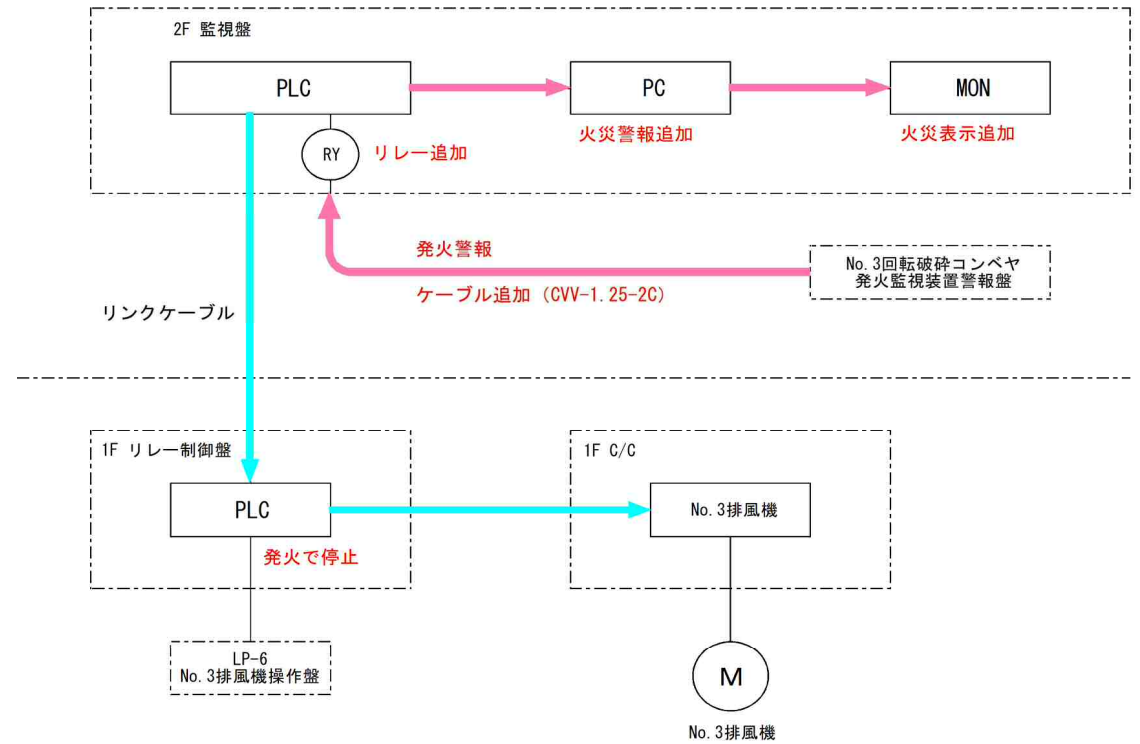 2F 監視盤
PLC
PC
MON
火災警報追加
火災表示追加
RY
リレー追加
発火警報
No.3回転破砕コンベヤ
発火監視装置警報盤
ケーブル追加（CVV-1.25-2C）
リンクケーブル
1F リレー制御盤
1F C/C
PLC
No.3排風機
発火で停止
LP-6
No.3排風機操作盤
M
No.3排風機